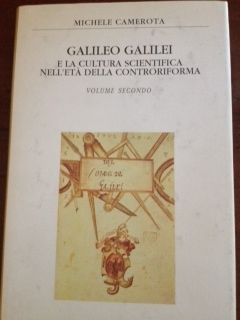 MICHELE CAMEROTA
GALILEO GALILEI
E LA CULTURA SCIENTIFICA
NELL'ETÀ DELLA CONTRORIFORMA
VOLUME SECONDO